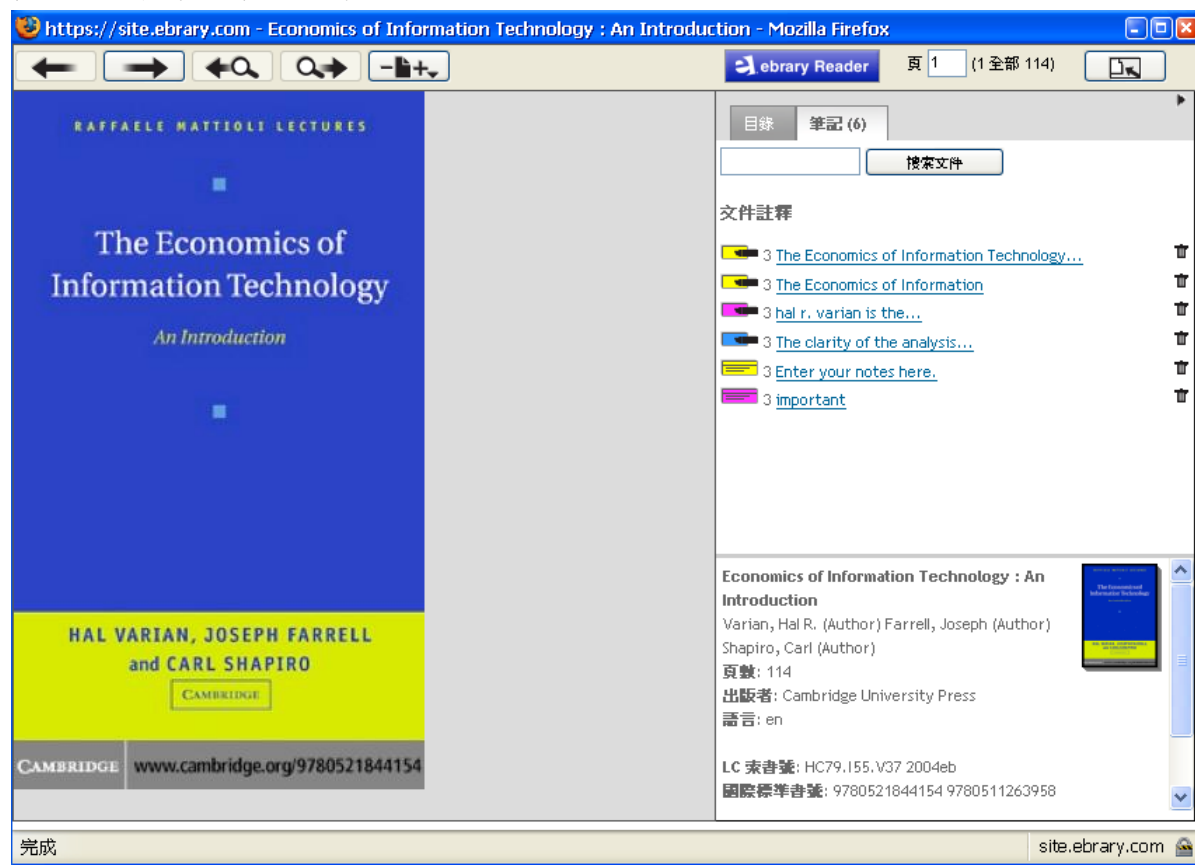 https://site.ebrary.com - Economics of Information Technology : An Introduction - Mozilla Firefox
ebrary Reader 頁 1 (1 全部 114)
RAFFAELE MATTIOLI LECTURES
The Economics of
Information Technology
An Introduction
HAL VARIAN, JOSEPH FARRELL
and CARL SHAPIRO
CAMBRIDGE
CAMBRIDGE www.cambridge.org/9780521844154
目錄 筆記 (6)
搜索文件
文件註釋
3 The Economics of Information Technology...
3 The Economics of Information
3 hal r. varian is the...
3 The clarity of the analysis...
3 Enter your notes here.
3 important
Economics of Information Technology : An
Introduction
Varian, Hal R. (Author) Farrell, Joseph (Author)
Shapiro, Carl (Author)
頁數: 114
出版者: Cambridge University Press
語言: en
LC 索書號: HC79.I55.V37 2004eb
國際標準書號: 9780521844154 9780511263958
完成
site.ebrary.com